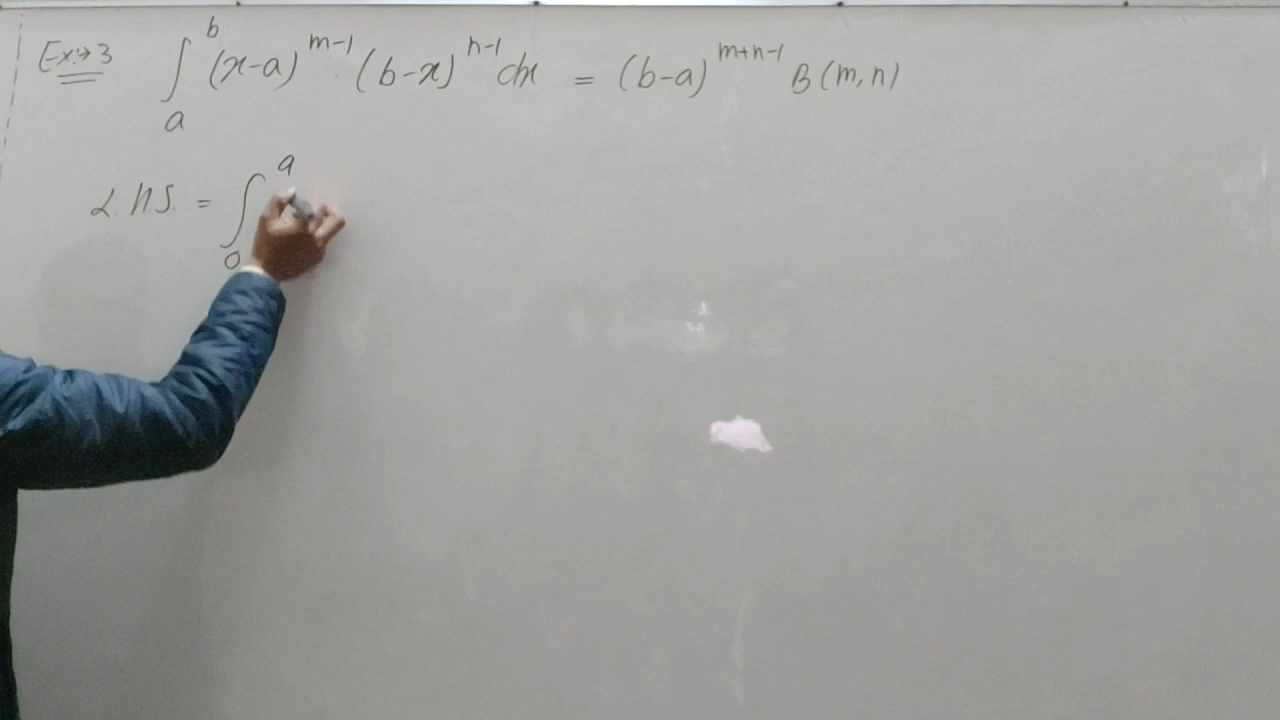 Ex:→3 ∫_a^b (x-a)^{m-1} · (b-x)^{n-1} dx = (b-a)^{m+n-1} B(m,n)
L.H.S. = ∫_0^a